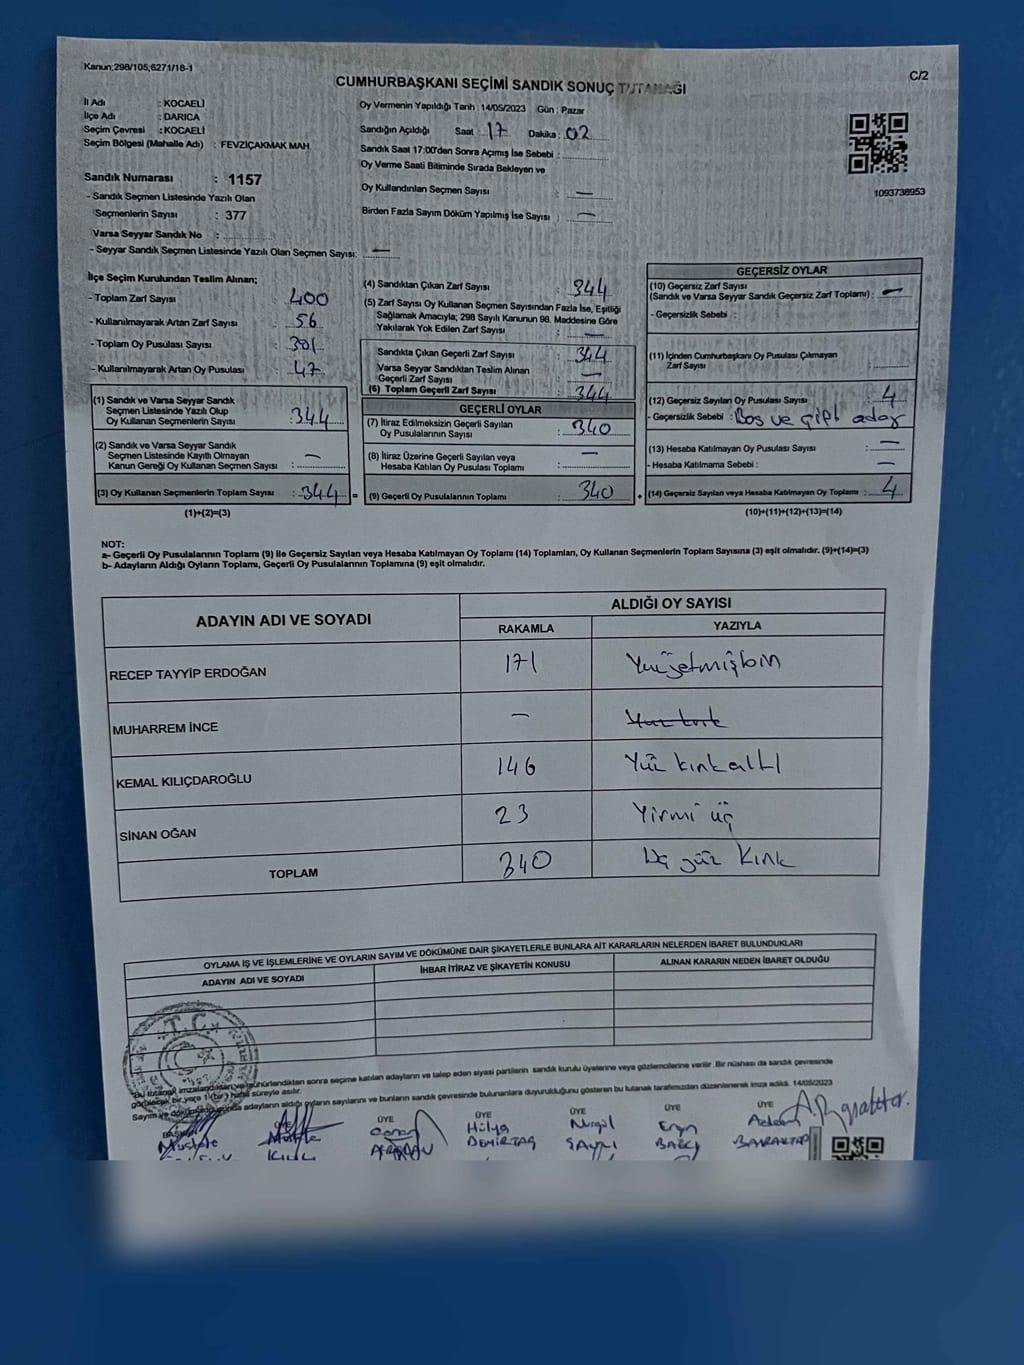 Kanun;298/105;6271/18-1
C/2
CUMHURBAŞKANI SEÇİMİ SANDIK SONUÇ TUTANAĞI
İl Adı : KOCAELİ
İlçe Adı : DARICA
Seçim Çevresi : KOCAELİ
Seçim Bölgesi (Mahalle Adı) : FEVZİÇAKMAK MAH.
Sandık Numarası : 1157
- Sandık Seçmen Listesinde Yazılı Olan
Seçmenlerin Sayısı : 377
Varsa Seyyar Sandık No :
- Seyyar Sandık Seçmen Listesinde Yazılı Olan Seçmen Sayısı: —
Oy Vermenin Yapıldığı Tarih : 14/05/2023 Gün : Pazar
Sandığın Açıldığı Saat : 17 Dakika : 02
Sandık Saat 17:00'den Sonra Açımış İse Sebebi :
Oy Verme Saati Bitiminde Sırada Bekleyen ve
Oy Kullandırılan Seçmen Sayısı : —
Birden Fazla Sayım Döküm Yapılmış İse Sayısı : —
1093738953
İlçe Seçim Kurulundan Teslim Alınan;
- Toplam Zarf Sayısı : 400
- Kullanılmayarak Artan Zarf Sayısı : 56
- Toplam Oy Pusulası Sayısı : 391
- Kullanılmayarak Artan Oy Pusulası : 47
(1) Sandık ve Varsa Seyyar Sandık
Seçmen Listesinde Yazılı Olup
Oy Kullanan Seçmenlerin Sayısı : 344
(2) Sandık ve Varsa Seyyar Sandık
Seçmen Listesinde Kayıtlı Olmayan
Kanun Gereği Oy Kullanan Seçmen Sayısı : —
(3) Oy Kullanan Seçmenlerin Toplam Sayısı : 344 =
(1)+(2)=(3)
(4) Sandıktan Çıkan Zarf Sayısı : 344
(5) Zarf Sayısı Oy Kullanan Seçmen Sayısından Fazla İse, Eşitliği
Sağlamak Amacıyla; 298 Sayılı Kanunun 98. Maddesine Göre
Yakılarak Yok Edilen Zarf Sayısı : —
Sandıkta Çıkan Geçerli Zarf Sayısı : 344
Varsa Seyyar Sandıktan Teslim Alınan
Geçerli Zarf Sayısı : —
(6) Toplam Geçerli Zarf Sayısı : 344
GEÇERLİ OYLAR
(7) İtiraz Edilmeksizin Geçerli Sayılan
Oy Pusulalarının Sayısı : 340
(8) İtiraz Üzerine Geçerli Sayılan veya
Hesaba Katılan Oy Pusulası Toplamı : —
(9) Geçerli Oy Pusulalarının Toplamı : 340 +
GEÇERSİZ OYLAR
(10) Geçersiz Zarf Sayısı
(Sandık ve Varsa Seyyar Sandık Geçersiz Zarf Toplamı) : —
- Geçersizlik Sebebi :
(11) İçinden Cumhurbaşkanı Oy Pusulası Çıkmayan
Zarf Sayısı :
(12) Geçersiz Sayılan Oy Pusulası Sayısı : 4
- Geçersizlik Sebebi : Boş ve çift aday
(13) Hesaba Katılmayan Oy Pusulası Sayısı : —
- Hesaba Katılmama Sebebi : —
(14) Geçersiz Sayılan veya Hesaba Katılmayan Oy Toplamı : 4
(10)+(11)+(12)+(13)=(14)
NOT:
a- Geçerli Oy Pusulalarının Toplamı (9) ile Geçersiz Sayılan veya Hesaba Katılmayan Oy Toplamı (14) Toplamları, Oy Kullanan Seçmenlerin Toplam Sayısına (3) eşit olmalıdır. (9)+(14)=(3)
b- Adayların Aldığı Oyların Toplamı, Geçerli Oy Pusulalarının Toplamına (9) eşit olmalıdır.
ADAYIN ADI VE SOYADI ALDIĞI OY SAYISI
RAKAMLA YAZIYLA
RECEP TAYYİP ERDOĞAN 171 Yüzyetmişbir
MUHARREM İNCE —
KEMAL KILIÇDAROĞLU 146 Yüz kırk altı
SİNAN OĞAN 23 Yirmi üç
TOPLAM 340 Üç yüz Kırk
OYLAMA İŞ VE İŞLEMLERİNE VE OYLARIN SAYIM VE DÖKÜMÜNE DAİR ŞİKAYETLERLE BUNLARA AİT KARARLARIN NELERDEN İBARET BULUNDUKLARI
ADAYIN ADI VE SOYADI İHBAR İTİRAZ VE ŞİKAYETİN KONUSU ALINAN KARARIN NEDEN İBARET OLDUĞU
T.C.
"Bu tutanak imzalandıktan ve mühürlendikten sonra seçime katılan adayların ve talep eden siyasi partilerin sandık kurulu üyelerine veya gözlemcilerine verilir. Bir nüshası da sandık çevresinde
görülecek bir yere 1(bir) hafta süreyle asılır.
Sayım ve dökümü sonunda adayların aldığı oyların sayılarını ve bunların sandık çevresinde bulunanlara duyurulduğunu gösteren bu tutanak tarafımızdan düzenlenerek imza edildi. 14/05/2023
BAŞKAN ÜYE ÜYE ÜYE ÜYE ÜYE
Mustafa Hülya Nurgül
DEMİRTAŞ SAYNI BAYRAKTAR